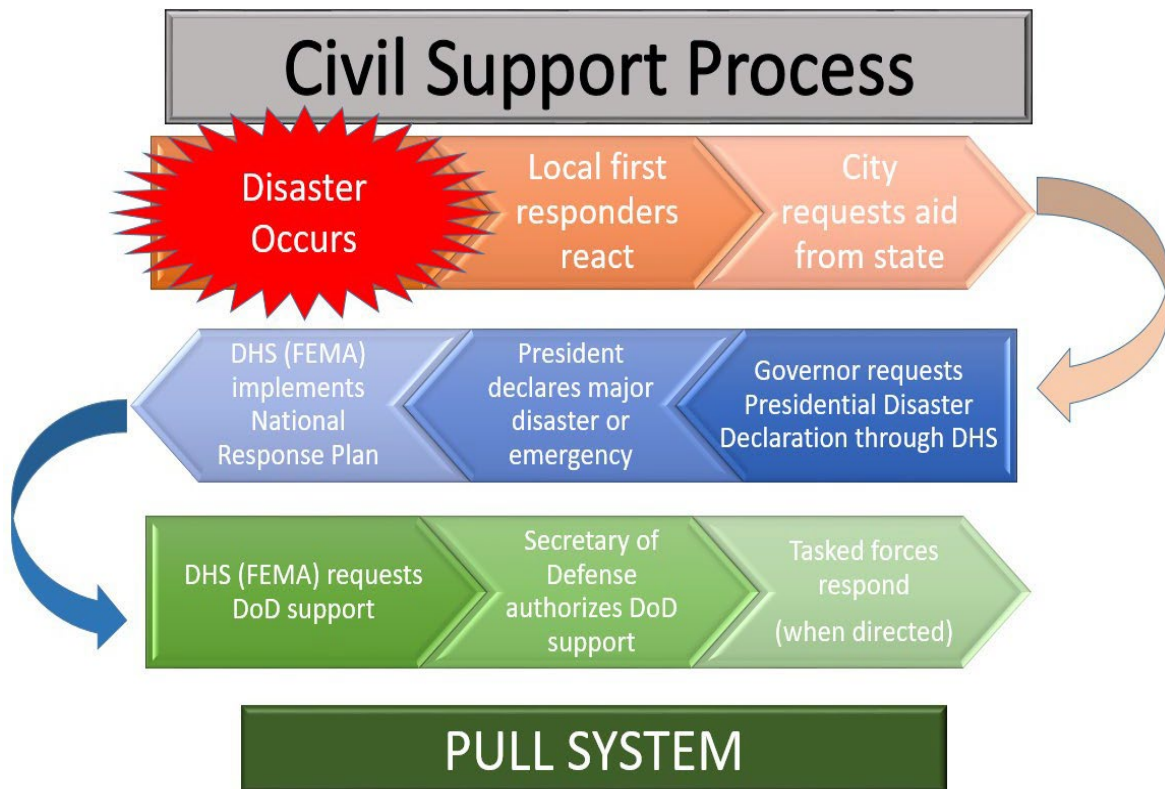 Civil Support Process
Disaster
Occurs
Local first
responders
react
City
requests aid
from state
Governor requests
Presidential Disaster
Declaration through DHS
President
declares major
disaster or
emergency
DHS (FEMA)
implements
National
Response Plan
DHS (FEMA) requests
DoD support
Secretary of
Defense
authorizes DoD
support
Tasked forces
respond
(when directed)
PULL SYSTEM